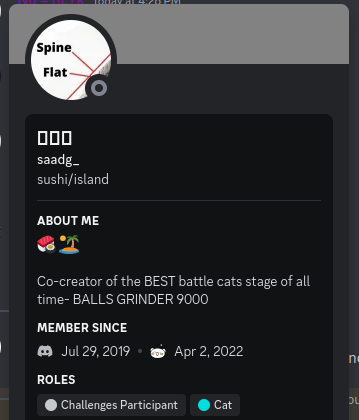 Today at 4:26 PM
Spine
Flat
saadg_
sushi/island
ABOUT ME
Co-creator of the BEST battle cats stage of all
time- BALLS GRINDER 9000
MEMBER SINCE
Jul 29, 2019 • Apr 2, 2022
ROLES
Challenges Participant Cat